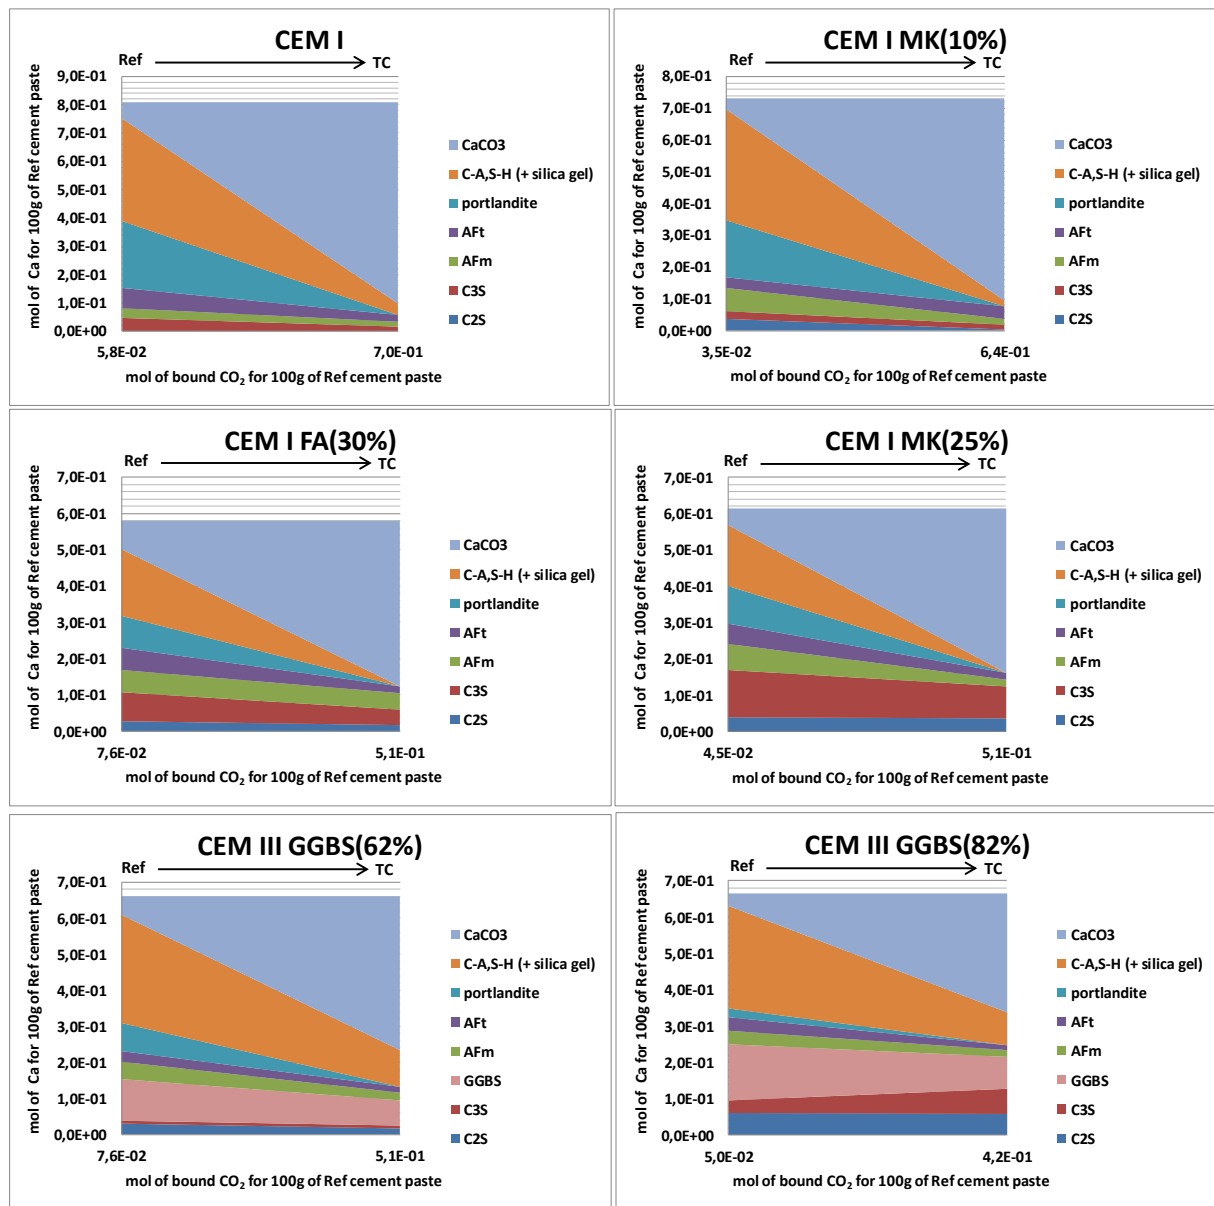 CEM I
Ref TC
mol of Ca for 100g of Ref cement paste
9,0E-01
8,0E-01
7,0E-01
6,0E-01
5,0E-01
4,0E-01
3,0E-01
2,0E-01
1,0E-01
0,0E+00
5,8E-02 7,0E-01
mol of bound CO₂ for 100g of Ref cement paste
CaCO3
C-A,S-H (+ silica gel)
portlandite
AFt
AFm
C3S
C2S
CEM I MK(10%)
Ref TC
mol of Ca for 100g of Ref cement paste
8,0E-01
7,0E-01
6,0E-01
5,0E-01
4,0E-01
3,0E-01
2,0E-01
1,0E-01
0,0E+00
3,5E-02 6,4E-01
mol of bound CO₂ for 100g of Ref cement paste
CaCO3
C-A,S-H (+ silica gel)
portlandite
AFt
AFm
C3S
C2S
CEM I FA(30%)
Ref TC
mol of Ca for 100g of Ref cement paste
7,0E-01
6,0E-01
5,0E-01
4,0E-01
3,0E-01
2,0E-01
1,0E-01
0,0E+00
7,6E-02 5,1E-01
mol of bound CO₂ for 100g of Ref cement paste
CaCO3
C-A,S-H (+ silica gel)
portlandite
AFt
AFm
C3S
C2S
CEM I MK(25%)
Ref TC
mol of Ca for 100g of Ref cement paste
7,0E-01
6,0E-01
5,0E-01
4,0E-01
3,0E-01
2,0E-01
1,0E-01
0,0E+00
4,5E-02 5,1E-01
mol of bound CO₂ for 100g of Ref cement paste
CaCO3
C-A,S-H (+ silica gel)
portlandite
AFt
AFm
C3S
C2S
CEM III GGBS(62%)
Ref TC
mol of Ca for 100g of Ref cement paste
7,0E-01
6,0E-01
5,0E-01
4,0E-01
3,0E-01
2,0E-01
1,0E-01
0,0E+00
7,6E-02 5,1E-01
mol of bound CO₂ for 100g of Ref cement paste
CaCO3
C-A,S-H (+ silica gel)
portlandite
AFt
AFm
GGBS
C3S
C2S
CEM III GGBS(82%)
Ref TC
mol of Ca for 100g of Ref cement paste
7,0E-01
6,0E-01
5,0E-01
4,0E-01
3,0E-01
2,0E-01
1,0E-01
0,0E+00
5,0E-02 4,2E-01
mol of bound CO₂ for 100g of Ref cement paste
CaCO3
C-A,S-H (+ silica gel)
portlandite
AFt
AFm
GGBS
C3S
C2S